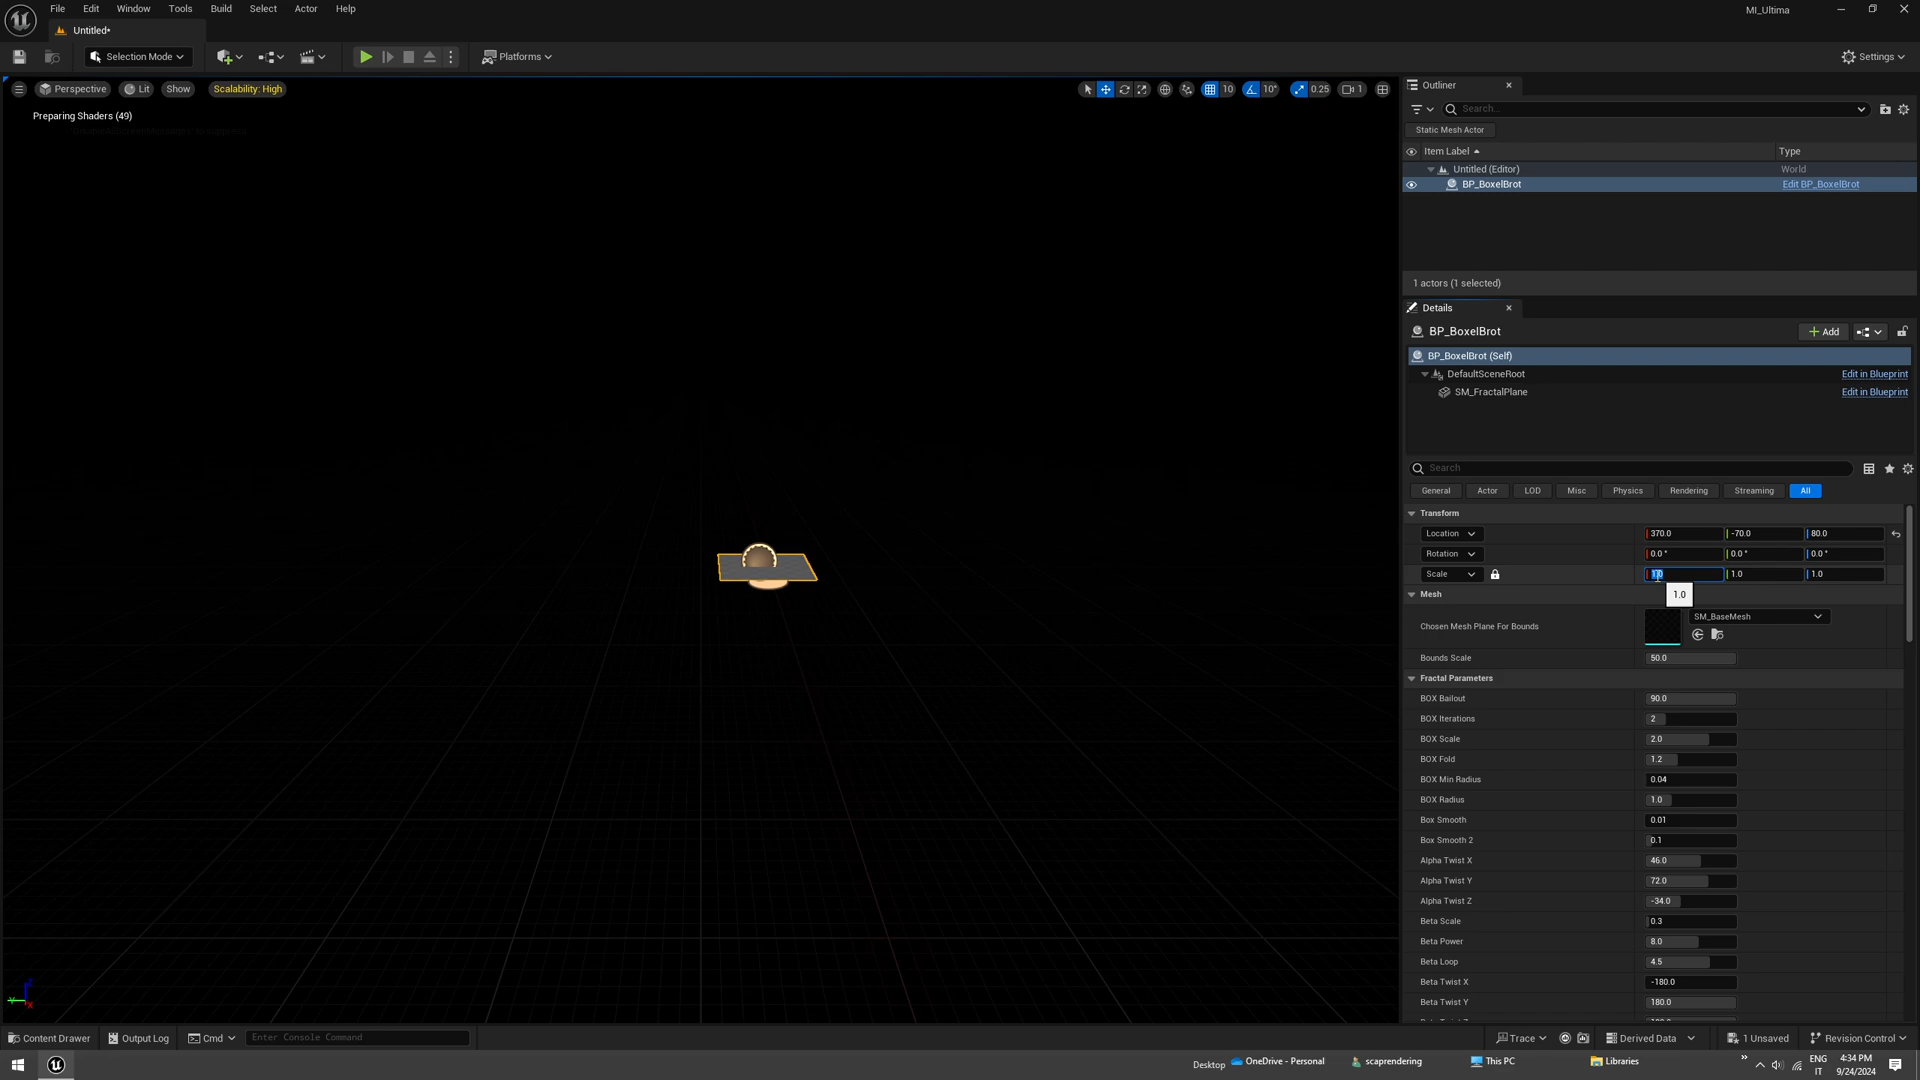 File Edit Window Tools Build Select Actor Help
MI_Ultima
Untitled*
Selection Mode
Platforms
Settings
Perspective Lit Show Scalability: High
10 10° 0.25 1
Preparing Shaders (49)
Outliner
Search...
Static Mesh Actor
Item Label Type
Untitled (Editor) World
BP_BoxelBrot Edit BP_BoxelBrot
1 actors (1 selected)
Details
BP_BoxelBrot
Add
BP_BoxelBrot (Self)
DefaultSceneRoot Edit in Blueprint
SM_FractalPlane Edit in Blueprint
Search
General Actor LOD Misc Physics Rendering Streaming All
Transform
Location 370.0 -70.0 80.0
Rotation 0.0 ° 0.0 ° 0.0 °
Scale 1.0 1.0 1.0
1.0
Mesh
Chosen Mesh Plane For Bounds SM_BaseMesh
Bounds Scale 50.0
Fractal Parameters
BOX Bailout 90.0
BOX Iterations 2
BOX Scale 2.0
BOX Fold 1.2
BOX Min Radius 0.04
BOX Radius 1.0
Box Smooth 0.01
Box Smooth 2 0.1
Alpha Twist X 46.0
Alpha Twist Y 72.0
Alpha Twist Z -34.0
Beta Scale 0.3
Beta Power 8.0
Beta Loop 4.5
Beta Twist X -180.0
Beta Twist Y 180.0
Content Drawer Output Log Cmd Enter Console Command
Trace Derived Data 1 Unsaved Revision Control
Desktop OneDrive - Personal scaprendering This PC Libraries
ENG 4:34 PM
IT 9/24/2024